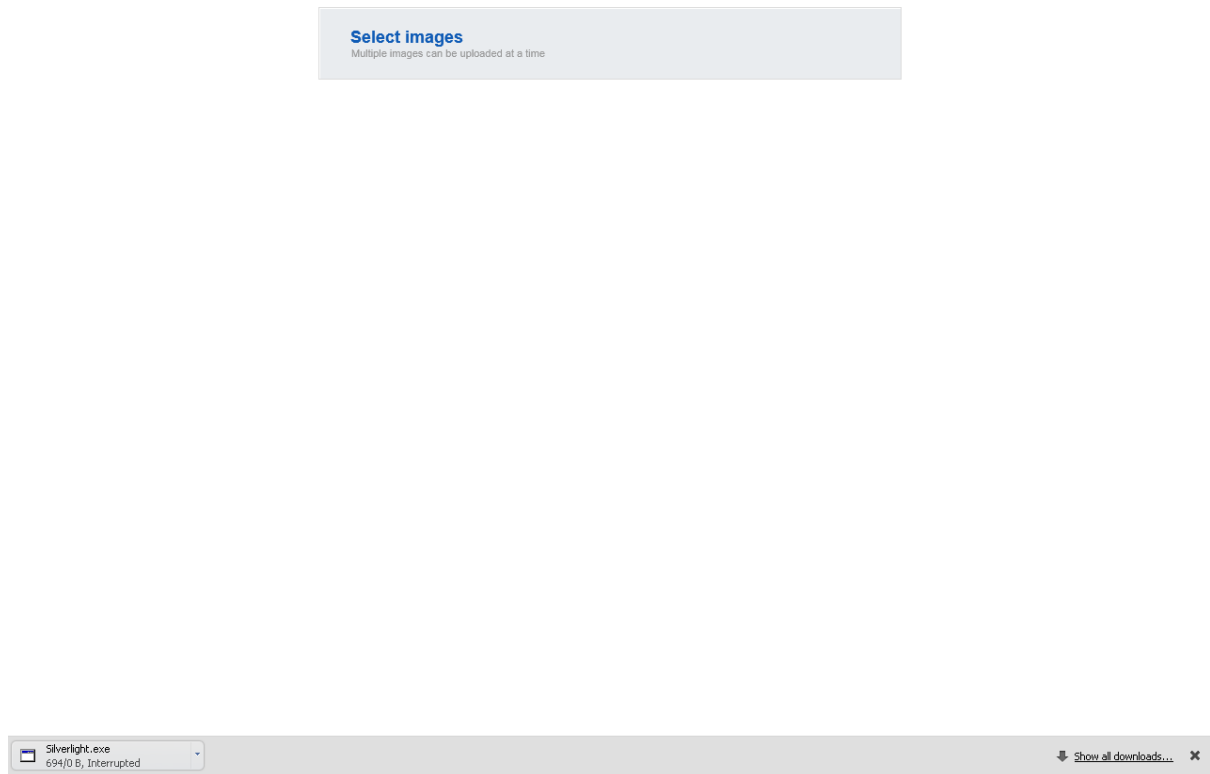 Select images
Multiple images can be uploaded at a time
Silverlight.exe
694/0 B, Interrupted
Show all downloads...